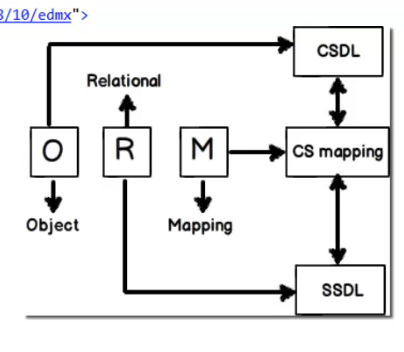 3/10/edmx">
CSDL
Relational
O
R
M
CS mapping
Object
Mapping
SSDL